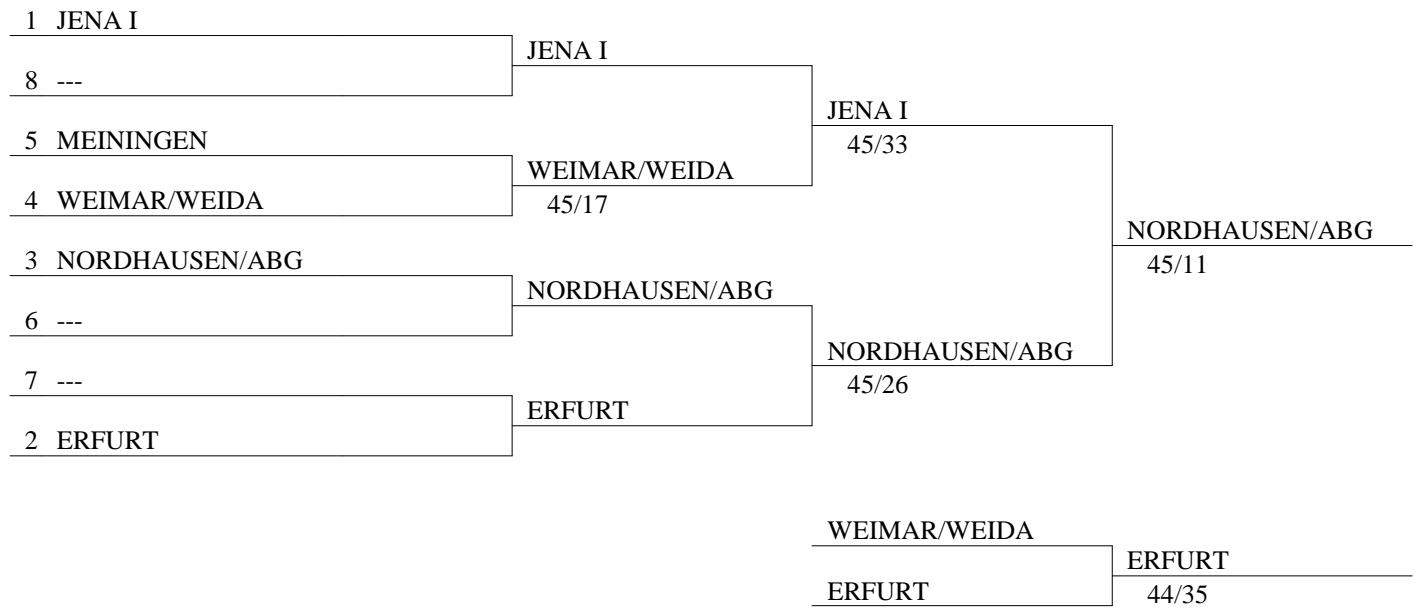 1 JENA I
JENA I
8 ---
JENA I
5 MEININGEN
45/33
WEIMAR/WEIDA
4 WEIMAR/WEIDA
45/17
NORDHAUSEN/ABG
3 NORDHAUSEN/ABG
45/11
NORDHAUSEN/ABG
6 ---
NORDHAUSEN/ABG
7 ---
45/26
ERFURT
2 ERFURT
WEIMAR/WEIDA
ERFURT
ERFURT
44/35